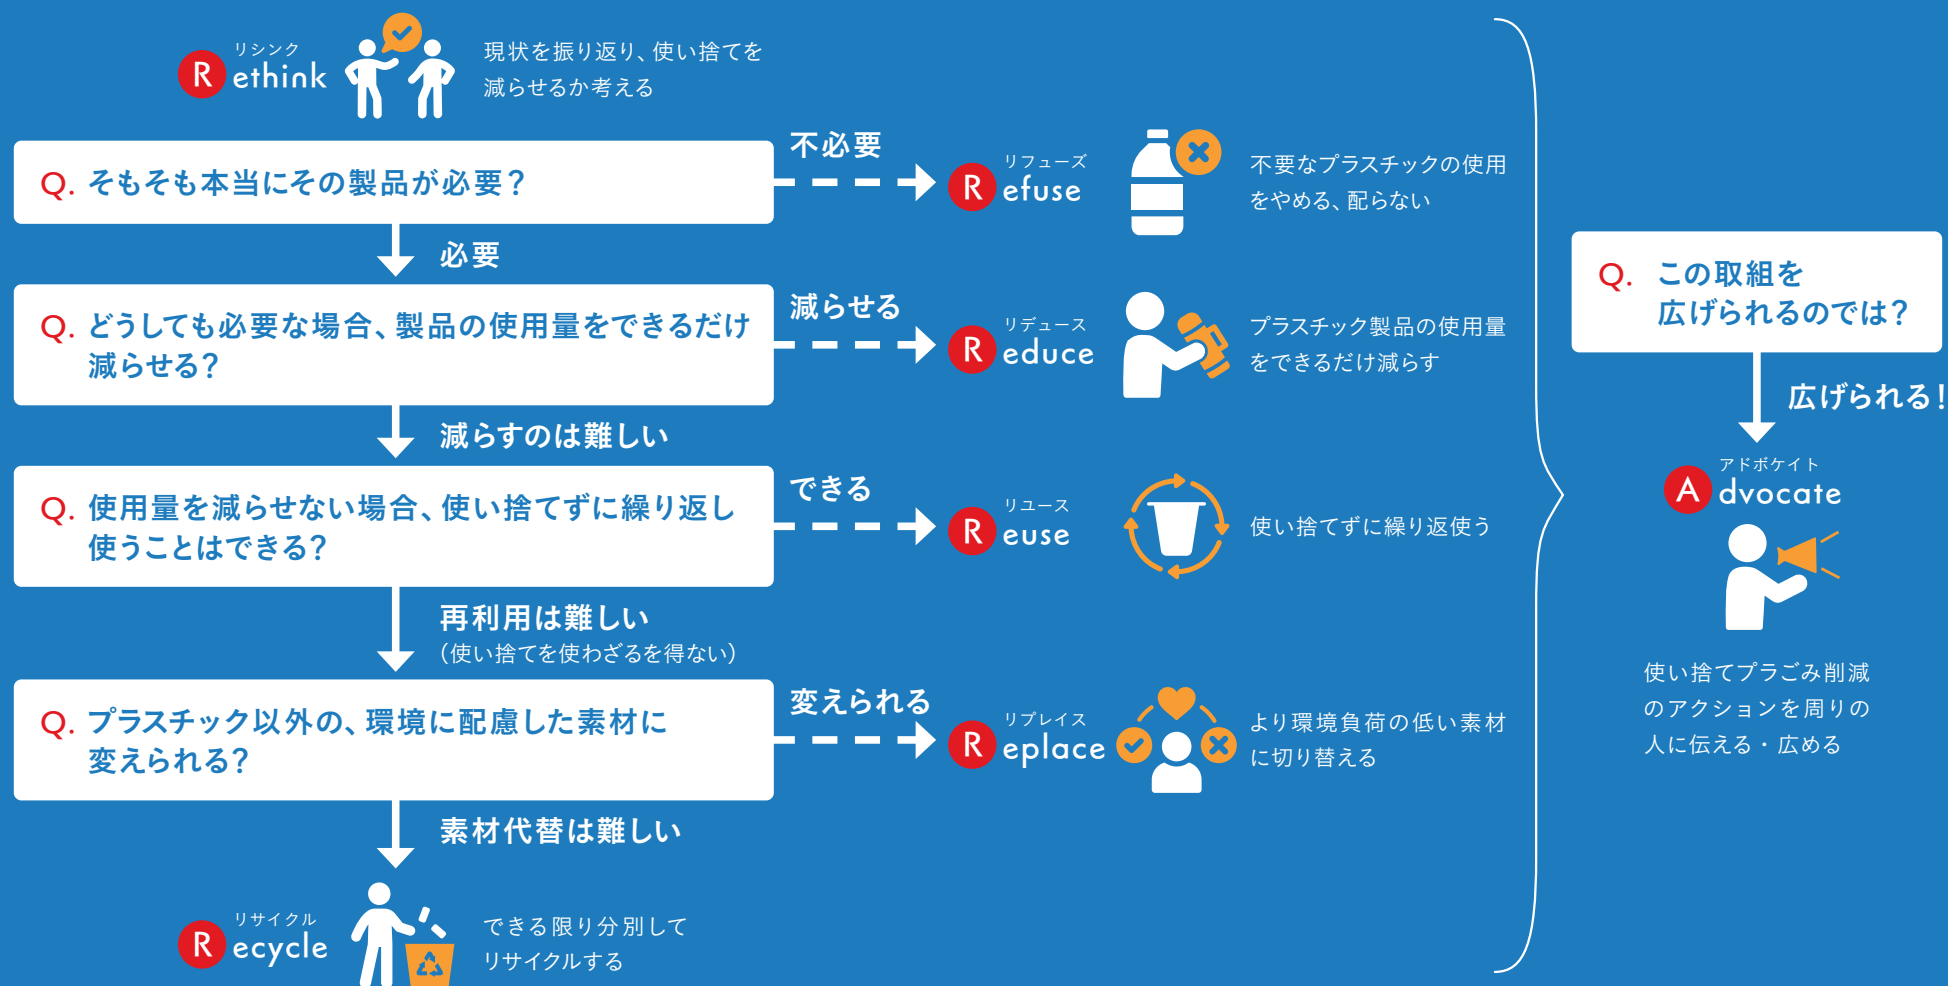 リシンク
Rethink
現状を振り返り、使い捨てを
減らせるか考える
Q. そもそも本当にその製品が必要？
不必要
リフューズ
Refuse
不要なプラスチックの使用
をやめる、配らない
必要
Q. どうしても必要な場合、製品の使用量をできるだけ
減らせる？
減らせる
リデュース
Reduce
プラスチック製品の使用量
をできるだけ減らす
減らすのは難しい
Q. 使用量を減らせない場合、使い捨てずに繰り返し
使うことはできる？
できる
リユース
Reuse
使い捨てずに繰り返使う
再利用は難しい
（使い捨てを使わざるを得ない）
Q. プラスチック以外の、環境に配慮した素材に
変えられる？
変えられる
リプレイス
Replace
より環境負荷の低い素材
に切り替える
素材代替は難しい
リサイクル
Recycle
できる限り分別して
リサイクルする
Q. この取組を
広げられるのでは？
広げられる！
アドボケイト
Advocate
使い捨てプラごみ削減
のアクションを周りの
人に伝える・広める